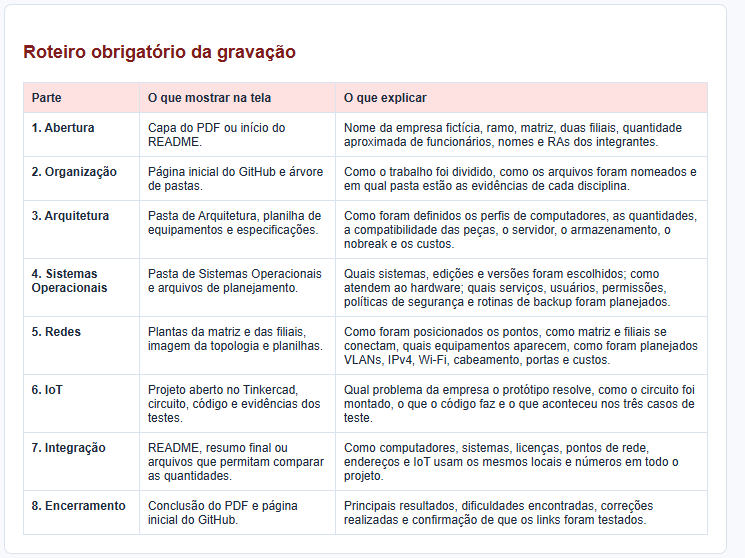 Roteiro obrigatório da gravação
Parte
O que mostrar na tela
O que explicar
1. Abertura
Capa do PDF ou início do
README.
Nome da empresa fictícia, ramo, matriz, duas filiais, quantidade
aproximada de funcionários, nomes e RAs dos integrantes.
2. Organização
Página inicial do GitHub e árvore
de pastas.
Como o trabalho foi dividido, como os arquivos foram nomeados e
em qual pasta estão as evidências de cada disciplina.
3. Arquitetura
Pasta de Arquitetura, planilha de
equipamentos e especificações.
Como foram definidos os perfis de computadores, as quantidades,
a compatibilidade das peças, o servidor, o armazenamento, o
nobreak e os custos.
4. Sistemas
Operacionais
Pasta de Sistemas Operacionais
e arquivos de planejamento.
Quais sistemas, edições e versões foram escolhidos; como
atendem ao hardware; quais serviços, usuários, permissões,
políticas de segurança e rotinas de backup foram planejados.
5. Redes
Plantas da matriz e das filiais,
imagem da topologia e planilhas.
Como foram posicionados os pontos, como matriz e filiais se
conectam, quais equipamentos aparecem, como foram planejados
VLANs, IPv4, Wi-Fi, cabeamento, portas e custos.
6. IoT
Projeto aberto no Tinkercad,
circuito, código e evidências dos
testes.
Qual problema da empresa o protótipo resolve, como o circuito foi
montado, o que o código faz e o que aconteceu nos três casos de
teste.
7. Integração
README, resumo final ou
arquivos que permitam comparar
as quantidades.
Como computadores, sistemas, licenças, pontos de rede,
endereços e IoT usam os mesmos locais e números em todo o
projeto.
8. Encerramento
Conclusão do PDF e página
inicial do GitHub.
Principais resultados, dificuldades encontradas, correções
realizadas e confirmação de que os links foram testados.